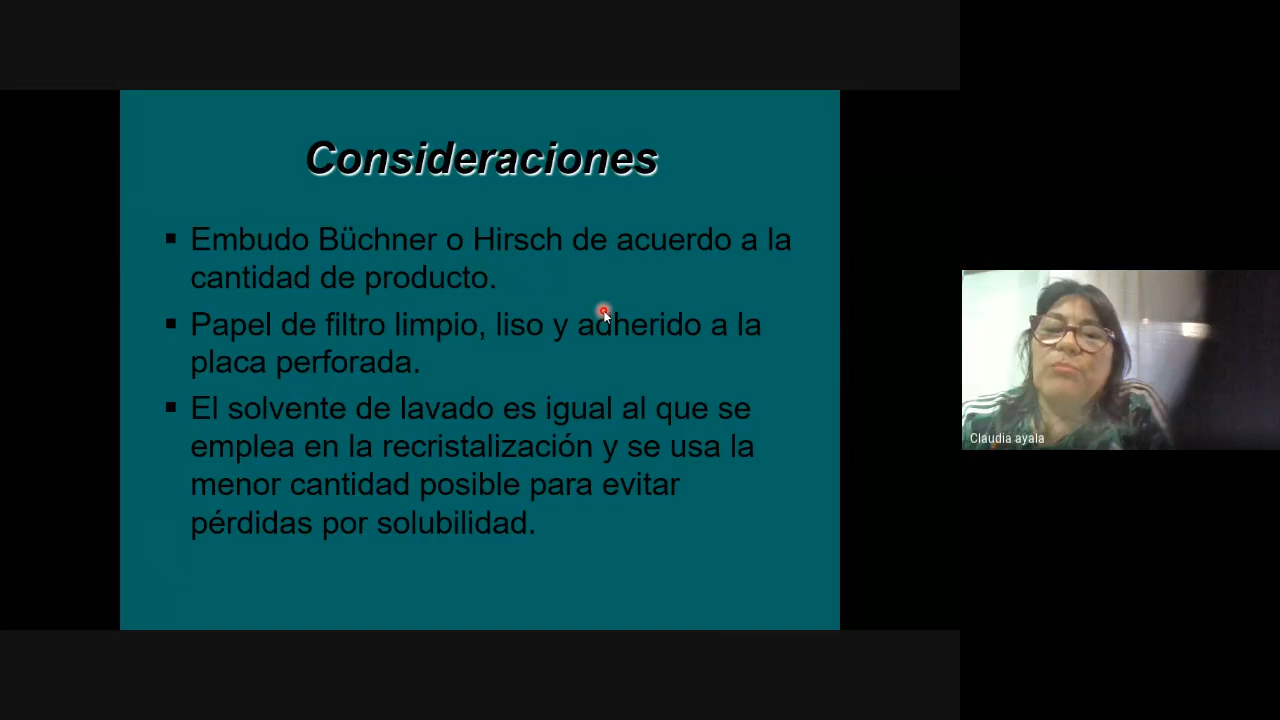 Consideraciones
▪ Embudo Büchner o Hirsch de acuerdo a la
cantidad de producto.
▪ Papel de filtro limpio, liso y adherido a la
placa perforada.
▪ El solvente de lavado es igual al que se
emplea en la recristalización y se usa la
menor cantidad posible para evitar
pérdidas por solubilidad.
Claudia ayala